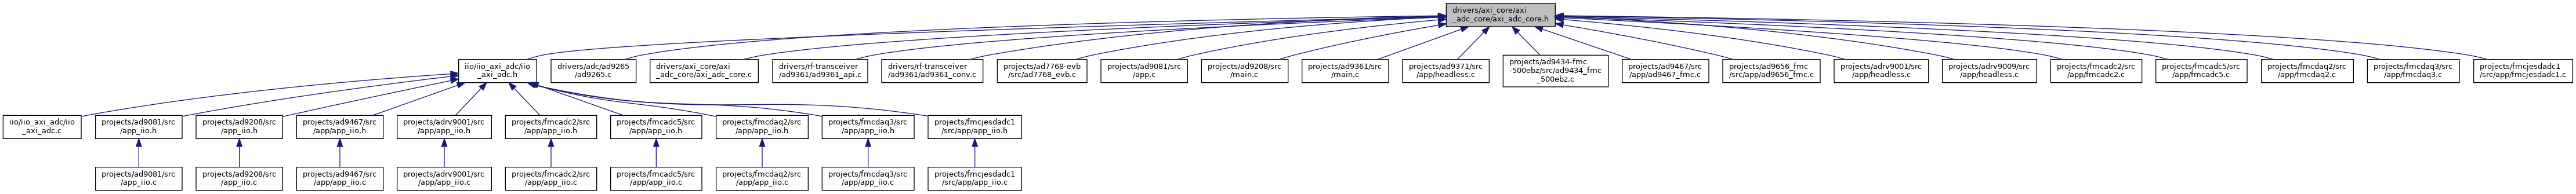 drivers/axi_core/axi
_adc_core/axi_adc_core.h
iio/iio_axi_adc/iio
_axi_adc.h
drivers/adc/ad9265
/ad9265.c
drivers/axi_core/axi
_adc_core/axi_adc_core.c
drivers/rf-transceiver
/ad9361/ad9361_api.c
drivers/rf-transceiver
/ad9361/ad9361_conv.c
projects/ad7768-evb
/src/ad7768_evb.c
projects/ad9081/src
/app.c
projects/ad9208/src
/main.c
projects/ad9361/src
/main.c
projects/ad9371/src
/app/headless.c
projects/ad9434-fmc
-500ebz/src/ad9434_fmc
_500ebz.c
projects/ad9467/src
/app/ad9467_fmc.c
projects/ad9656_fmc
/src/app/ad9656_fmc.c
projects/adrv9001/src
/app/headless.c
projects/adrv9009/src
/app/headless.c
projects/fmcadc2/src
/app/fmcadc2.c
projects/fmcadc5/src
/app/fmcadc5.c
projects/fmcdaq2/src
/app/fmcdaq2.c
projects/fmcdaq3/src
/app/fmcdaq3.c
projects/fmcjesdadc1
/src/app/fmcjesdadc1.c
iio/iio_axi_adc/iio
_axi_adc.c
projects/ad9081/src
/app_iio.h
projects/ad9208/src
/app_iio.h
projects/ad9467/src
/app/app_iio.h
projects/adrv9001/src
/app/app_iio.h
projects/fmcadc2/src
/app/app_iio.h
projects/fmcadc5/src
/app/app_iio.h
projects/fmcdaq2/src
/app/app_iio.h
projects/fmcdaq3/src
/app/app_iio.h
projects/fmcjesdadc1
/src/app/app_iio.h
projects/ad9081/src
/app_iio.c
projects/ad9208/src
/app_iio.c
projects/ad9467/src
/app/app_iio.c
projects/adrv9001/src
/app/app_iio.c
projects/fmcadc2/src
/app/app_iio.c
projects/fmcadc5/src
/app/app_iio.c
projects/fmcdaq2/src
/app/app_iio.c
projects/fmcdaq3/src
/app/app_iio.c
projects/fmcjesdadc1
/src/app/app_iio.c